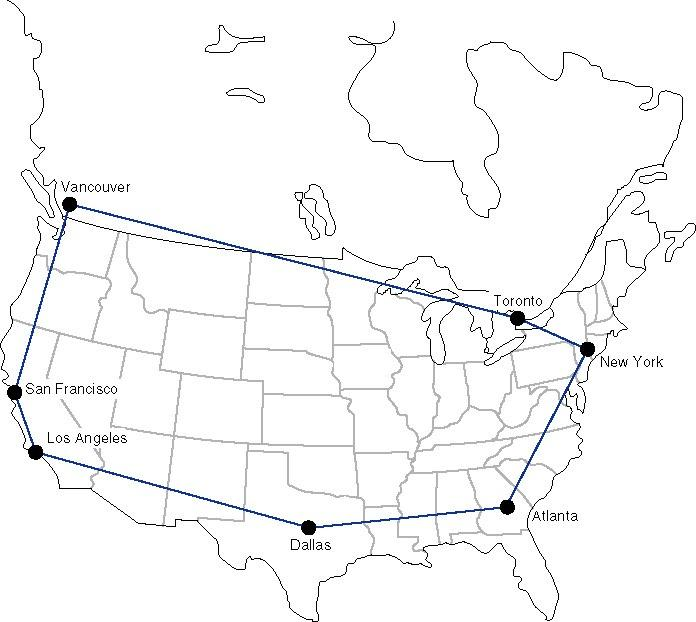 Vancouver
Toronto
New York
San Francisco
Los Angeles
Atlanta
Dallas